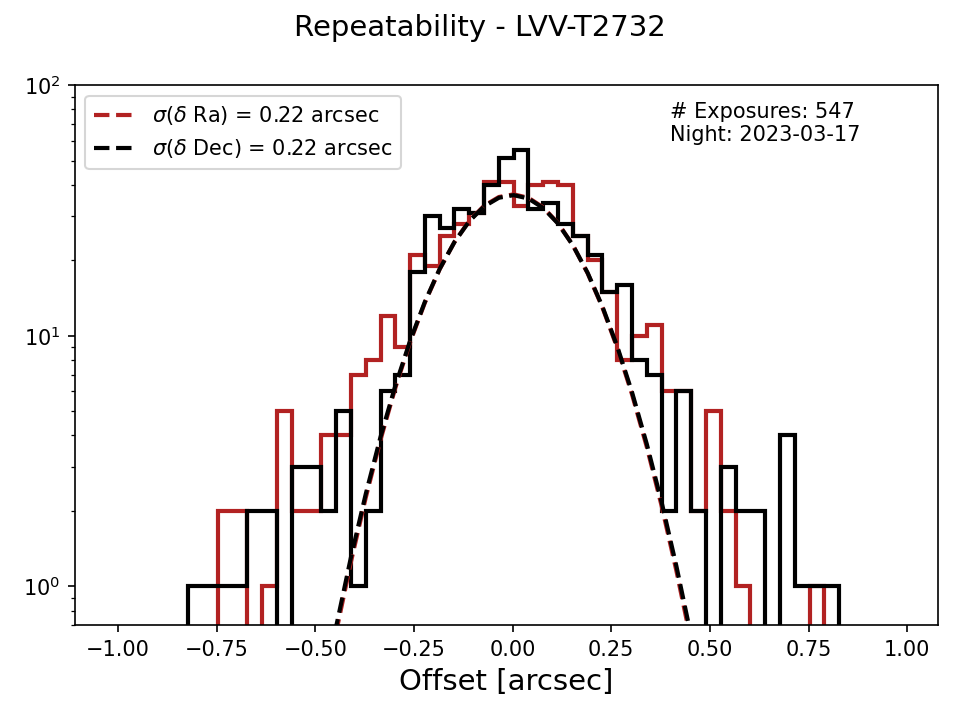 Repeatability - LVV-T2732
σ(δ Ra) = 0.22 arcsec
σ(δ Dec) = 0.22 arcsec
# Exposures: 547
Night: 2023-03-17
10²
10¹
10⁰
−1.00 −0.75 −0.50 −0.25 0.00 0.25 0.50 0.75 1.00
Offset [arcsec]